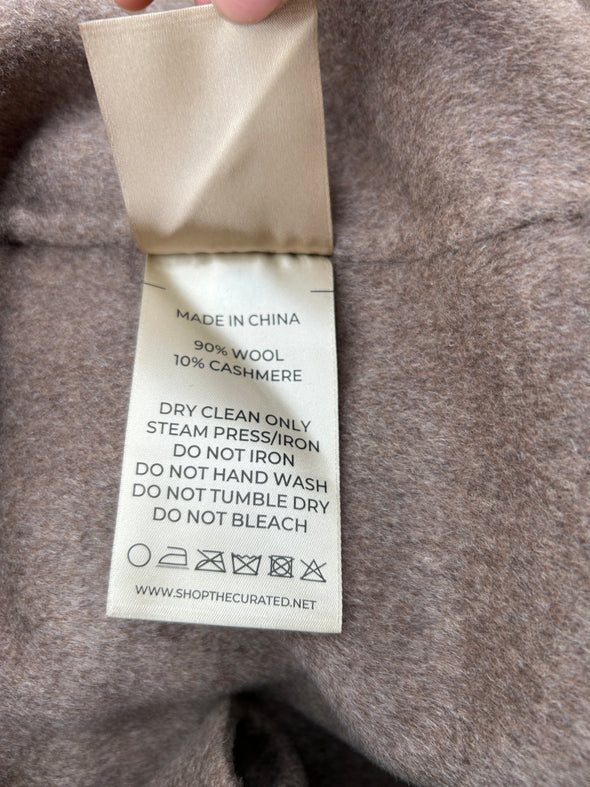 MADE IN CHINA
90% WOOL
10% CASHMERE
DRY CLEAN ONLY
STEAM PRESS/IRON
DO NOT IRON
DO NOT HAND WASH
DO NOT TUMBLE DRY
DO NOT BLEACH
WWW.SHOPTHECURATED.NET